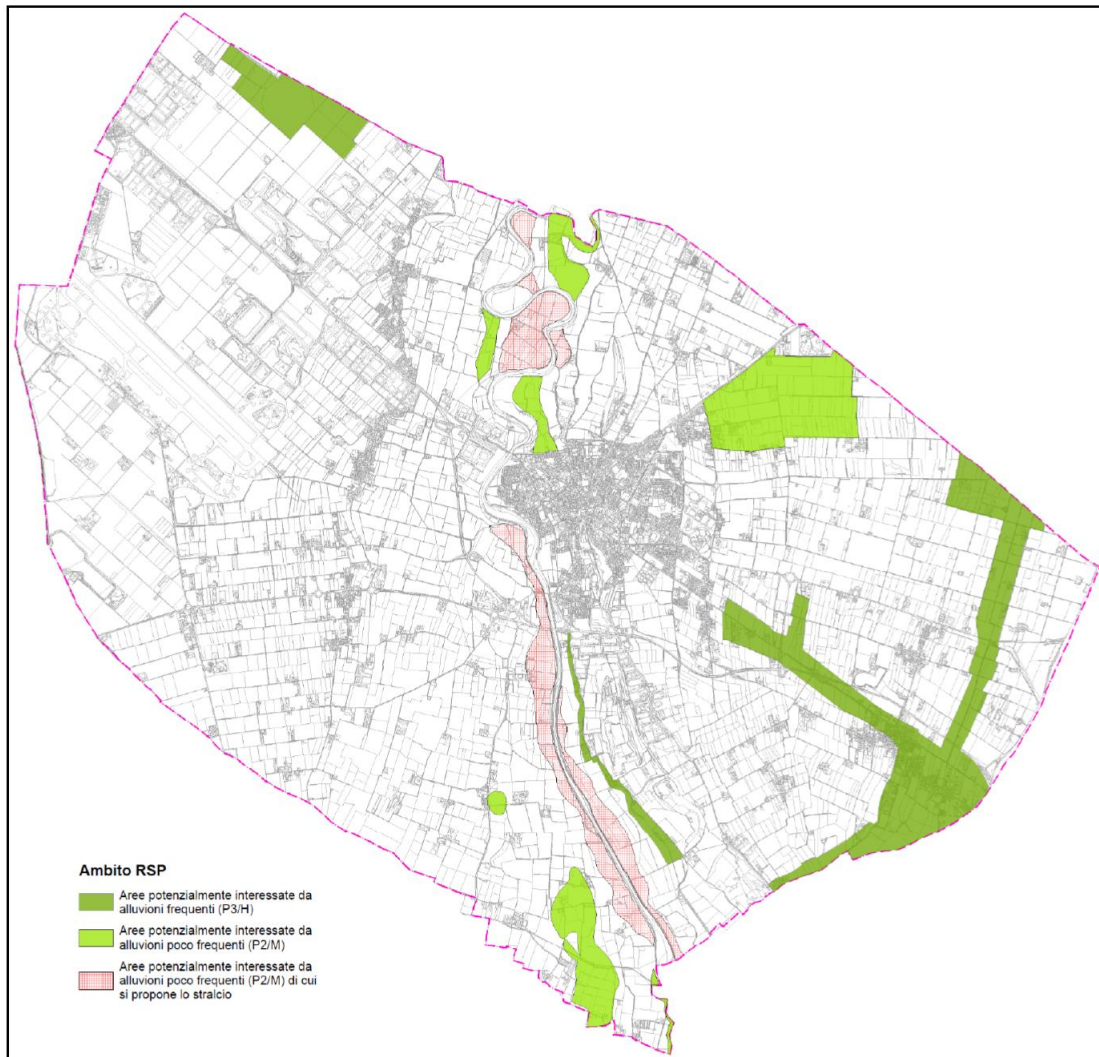 Ambito RSP
Aree potenzialmente interessate da
alluvioni frequenti (P3/H)
Aree potenzialmente interessate da
alluvioni poco frequenti (P2/M)
Aree potenzialmente interessate da
alluvioni poco frequenti (P2/M) di cui
si propone lo stralcio